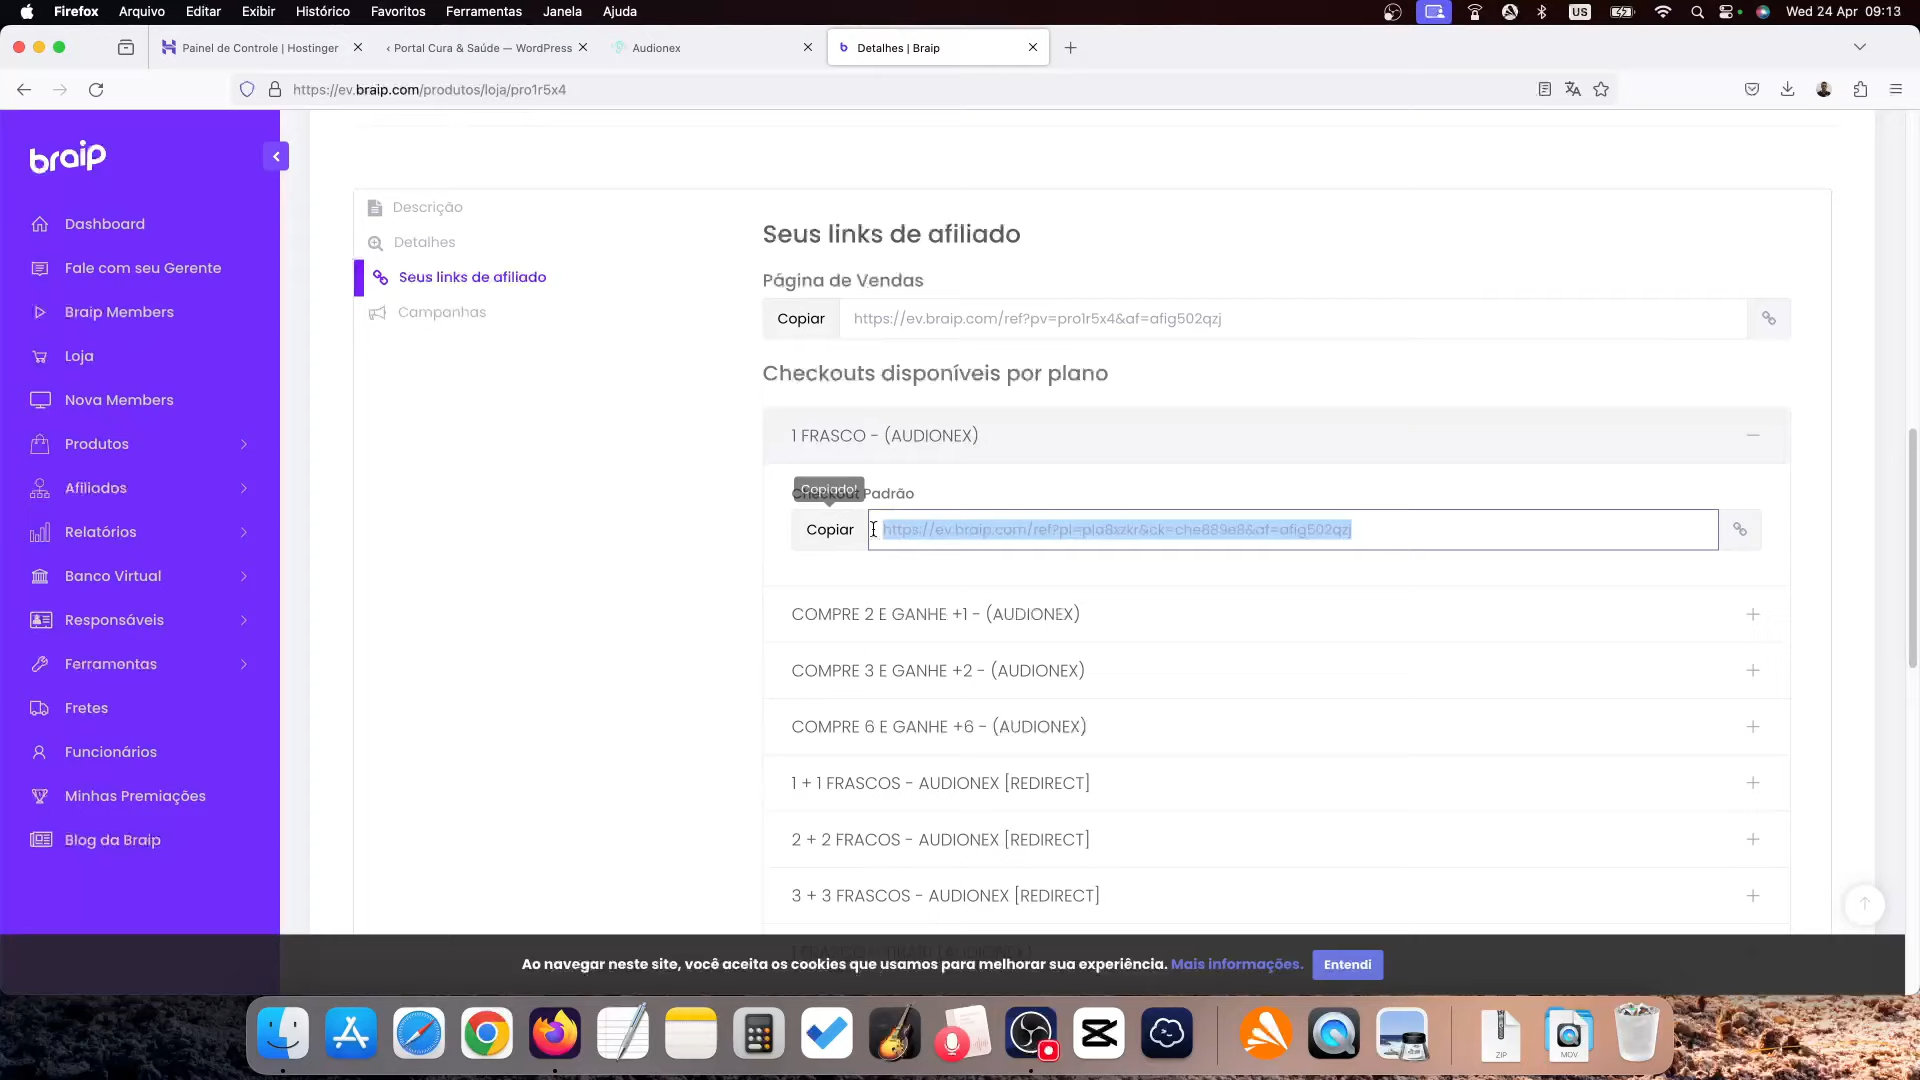 Firefox Arquivo Editar Exibir Histórico Favoritos Ferramentas Janela Ajuda
US
Wed 24 Apr 09:13
Painel de Controle | Hostinger
‹ Portal Cura & Saúde — WordPress
Audionex
Detalhes | Braip
https://ev.braip.com/produtos/loja/pro1r5x4
braip
Dashboard
Fale com seu Gerente
Braip Members
Loja
Nova Members
Produtos
Afiliados
Relatórios
Banco Virtual
Responsáveis
Ferramentas
Fretes
Funcionários
Minhas Premiações
Blog da Braip
Descrição
Detalhes
Seus links de afiliado
Campanhas
Seus links de afiliado
Página de Vendas
Copiar https://ev.braip.com/ref?pv=pro1r5x4&af=afig502qzj
Checkouts disponíveis por plano
1 FRASCO - (AUDIONEX)
Copiado!
Checkout Padrão
Copiar https://ev.braip.com/ref?pl=pla8xzkr&ck=che889e8&af=afig502qzj
COMPRE 2 E GANHE +1 - (AUDIONEX)
COMPRE 3 E GANHE +2 - (AUDIONEX)
COMPRE 6 E GANHE +6 - (AUDIONEX)
1 + 1 FRASCOS - AUDIONEX [REDIRECT]
2 + 2 FRACOS - AUDIONEX [REDIRECT]
3 + 3 FRASCOS - AUDIONEX [REDIRECT]
Ao navegar neste site, você aceita os cookies que usamos para melhorar sua experiência. Mais informações. Entendi
ZIP
MOV